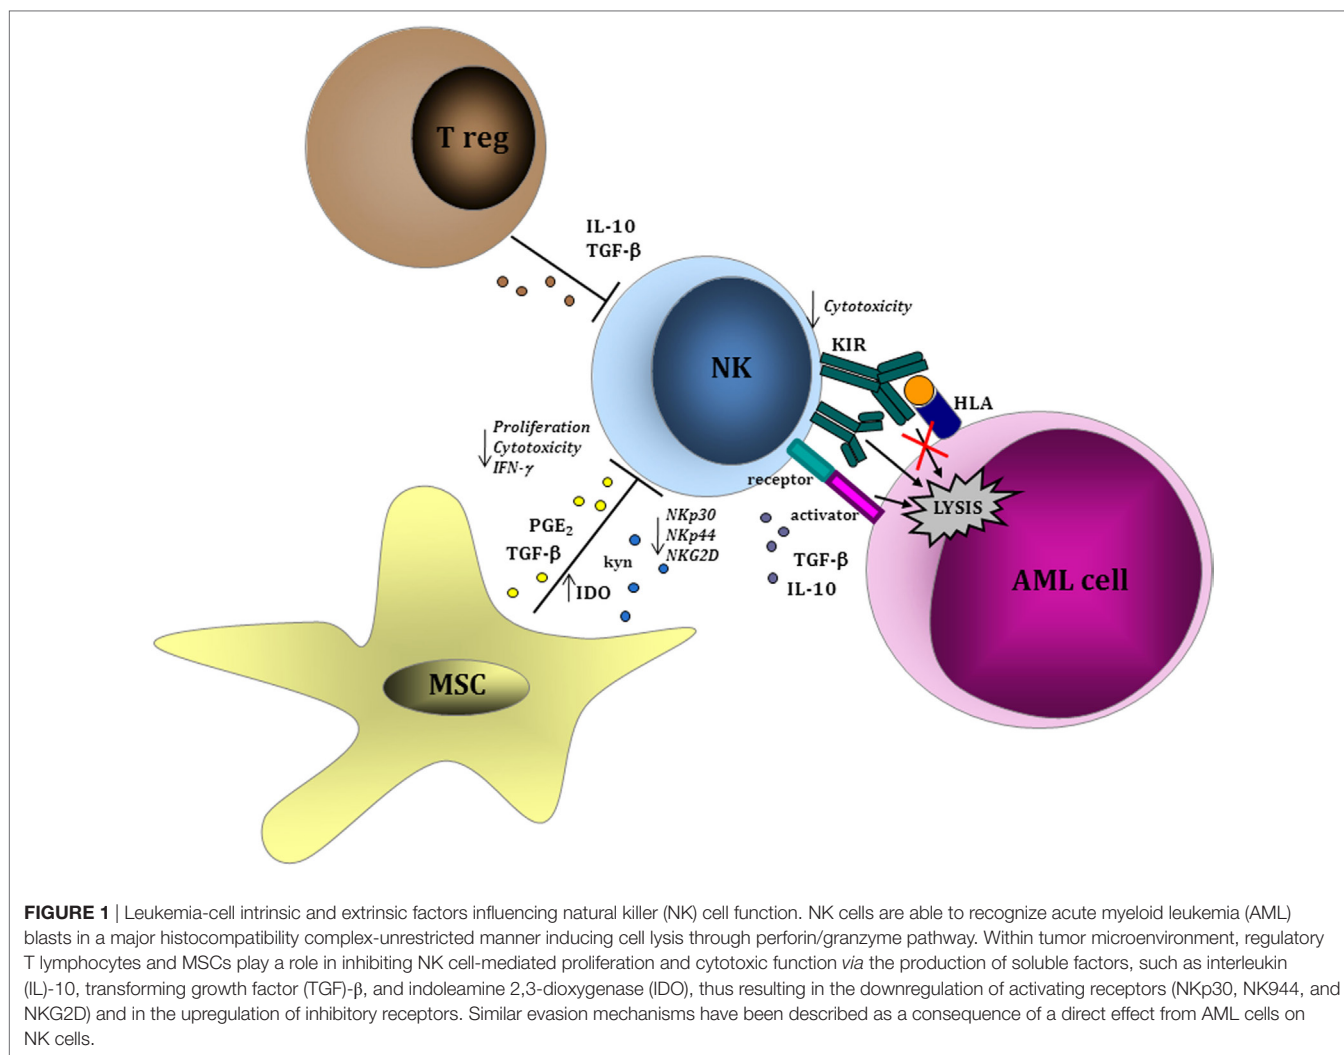 T reg
IL-10
TGF-β
NK
↓ Cytotoxicity
KIR
HLA
↓ Proliferation
Cytotoxicity
IFN-γ
receptor
activator
LYSIS
PGE₂
TGF-β
kyn
↓ NKp30
NKp44
NKG2D
↑IDO
TGF-β
IL-10
AML cell
MSC
FIGURE 1 | Leukemia-cell intrinsic and extrinsic factors influencing natural killer (NK) cell function. NK cells are able to recognize acute myeloid leukemia (AML)
blasts in a major histocompatibility complex-unrestricted manner inducing cell lysis through perforin/granzyme pathway. Within tumor microenvironment, regulatory
T lymphocytes and MSCs play a role in inhibiting NK cell-mediated proliferation and cytotoxic function via the production of soluble factors, such as interleukin
(IL)-10, transforming growth factor (TGF)-β, and indoleamine 2,3-dioxygenase (IDO), thus resulting in the downregulation of activating receptors (NKp30, NK944, and
NKG2D) and in the upregulation of inhibitory receptors. Similar evasion mechanisms have been described as a consequence of a direct effect from AML cells on
NK cells.